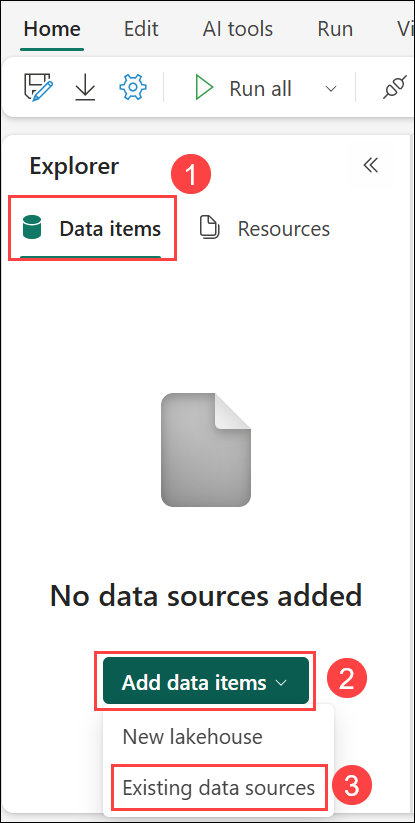 Home Edit AI tools Run Vi
Run all
Explorer 1
Data items Resources
No data sources added
Add data items 2
New lakehouse
Existing data sources 3